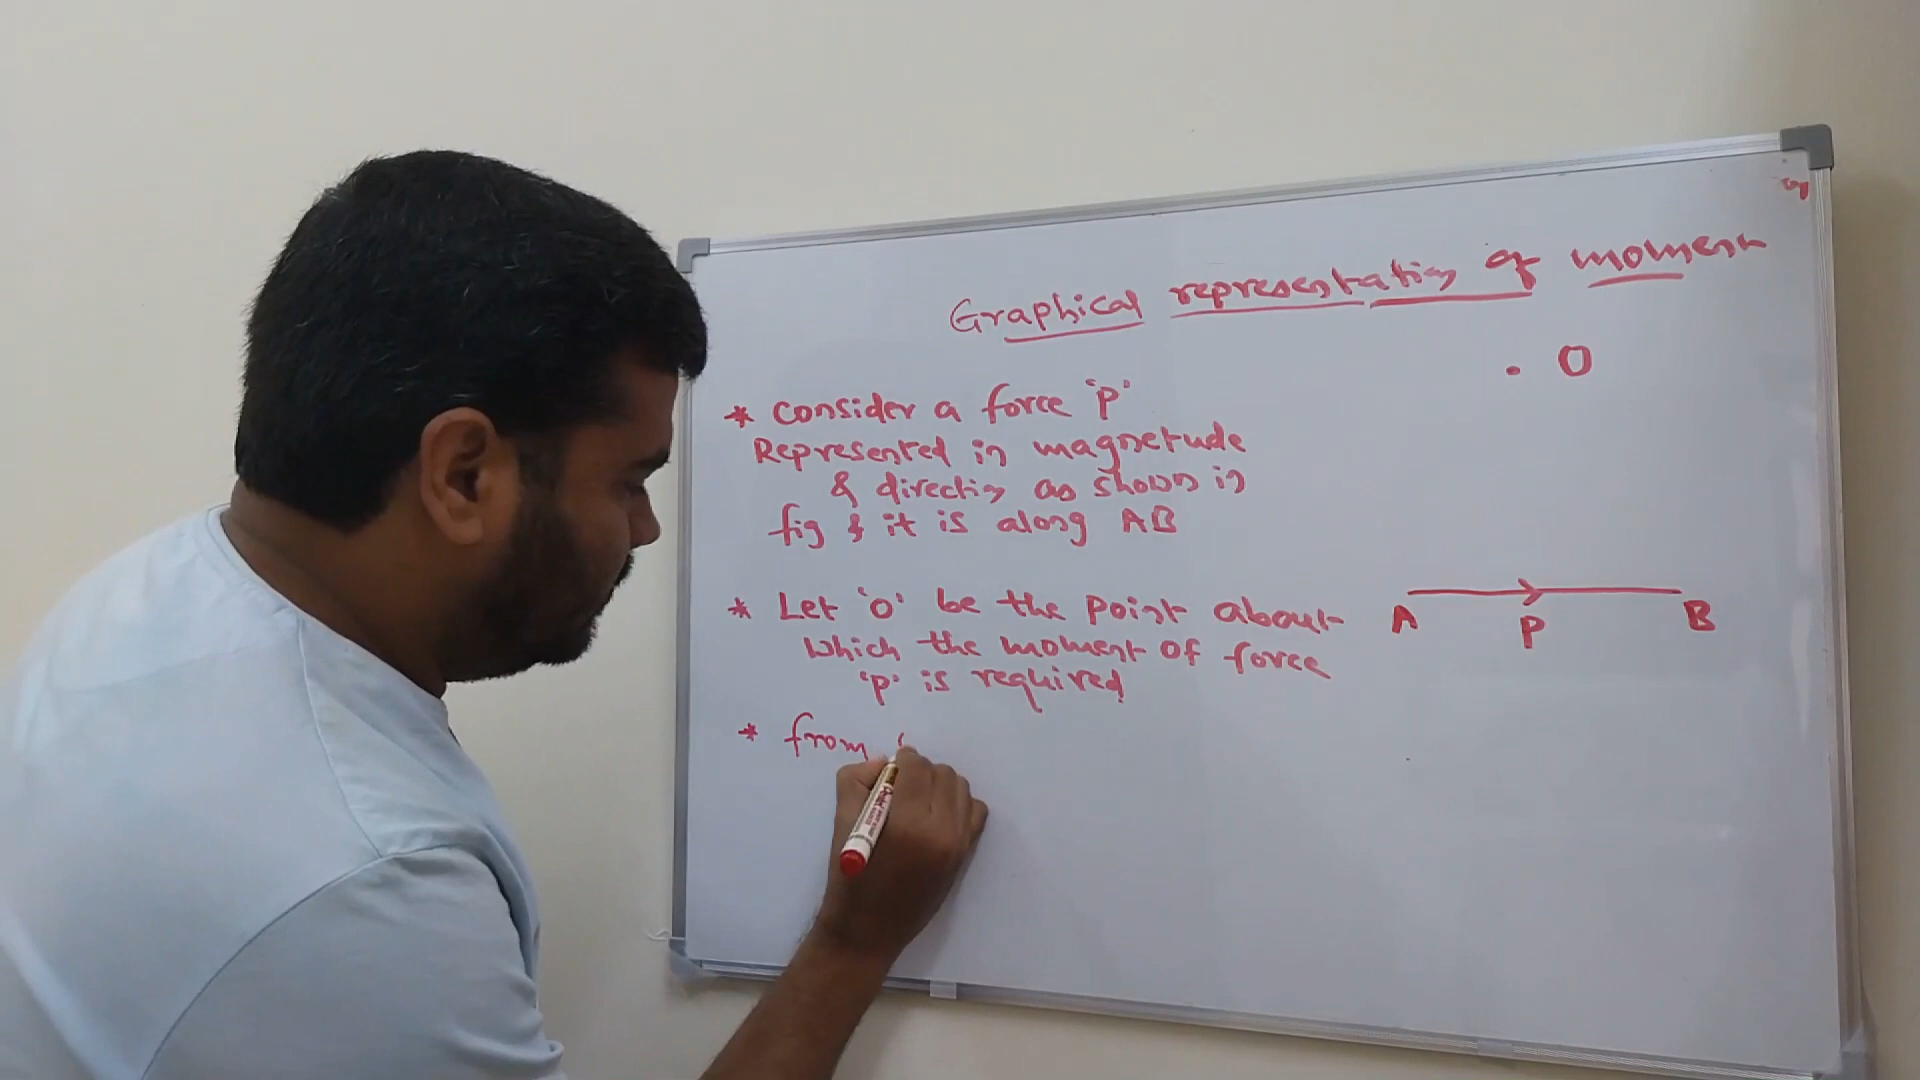 Graphical representation of moment
. O
* Consider a force 'P'
Represented in magnetude
& direction as shown in
fig & it is along AB
* Let 'O' be the point about
which the moment of force
'P' is required
A P B
* from